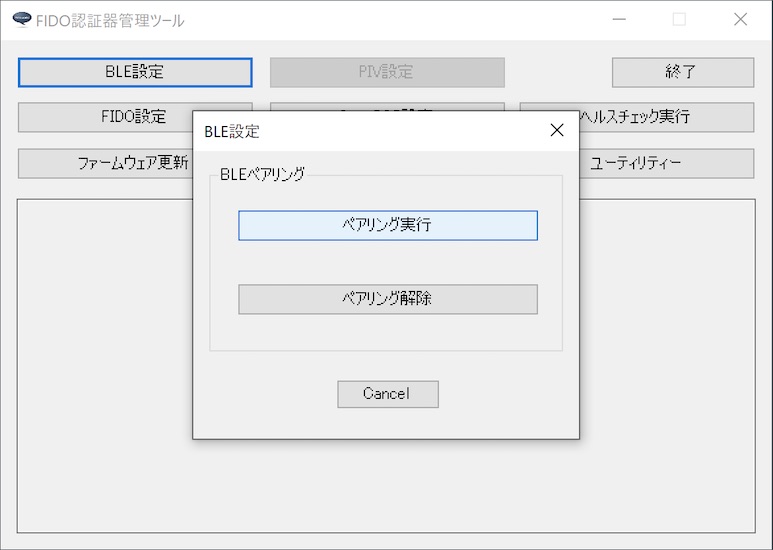 FIDO認証器管理ツール
BLE設定
PIV設定
終了
FIDO設定
ヘルスチェック実行
ファームウェア更新
ユーティリティー
BLE設定
BLEペアリング
ペアリング実行
ペアリング解除
Cancel